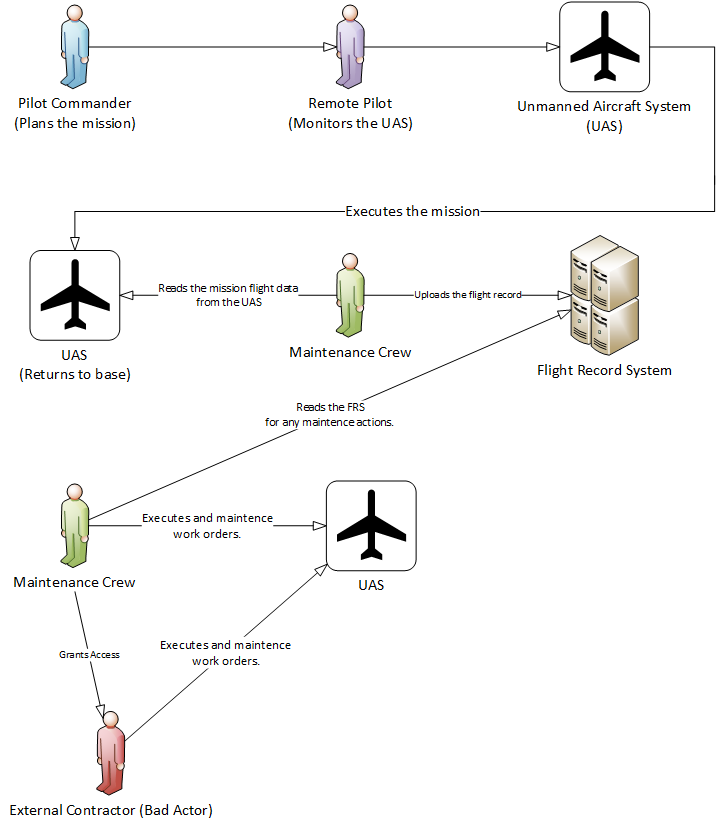 Pilot Commander
(Plans the mission)
Remote Pilot
(Monitors the UAS)
Unmanned Aircraft System
(UAS)
Executes the mission
UAS
(Returns to base)
Reads the mission flight data
from the UAS
Maintenance Crew
Uploads the flight record
Flight Record System
Reads the FRS
for any maintence actions.
Maintenance Crew
Executes and maintence
work orders.
UAS
Grants Access
Executes and maintence
work orders.
External Contractor (Bad Actor)